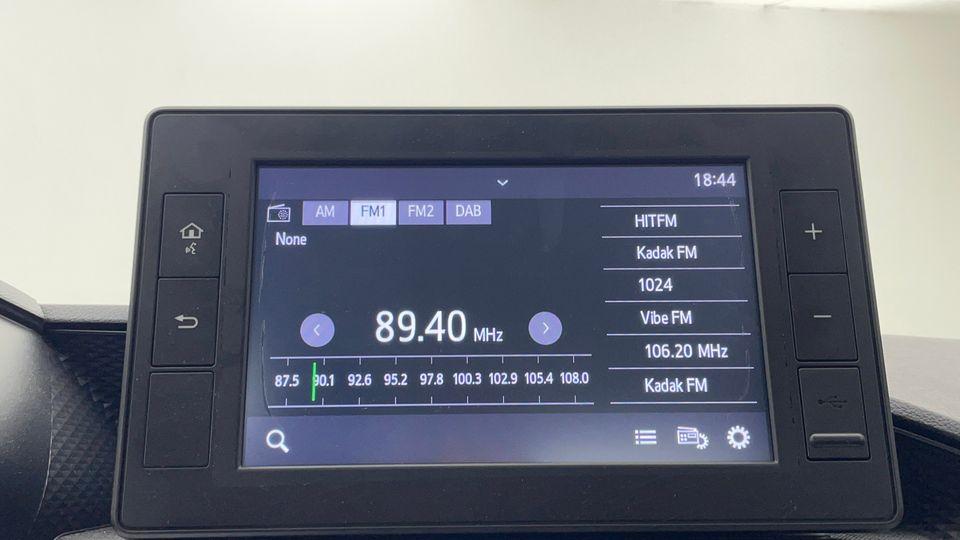 18:44
AM FM1 FM2 DAB
None
89.40 MHz
87.5 90.1 92.6 95.2 97.8 100.3 102.9 105.4 108.0
HITFM
Kadak FM
1024
Vibe FM
106.20 MHz
Kadak FM